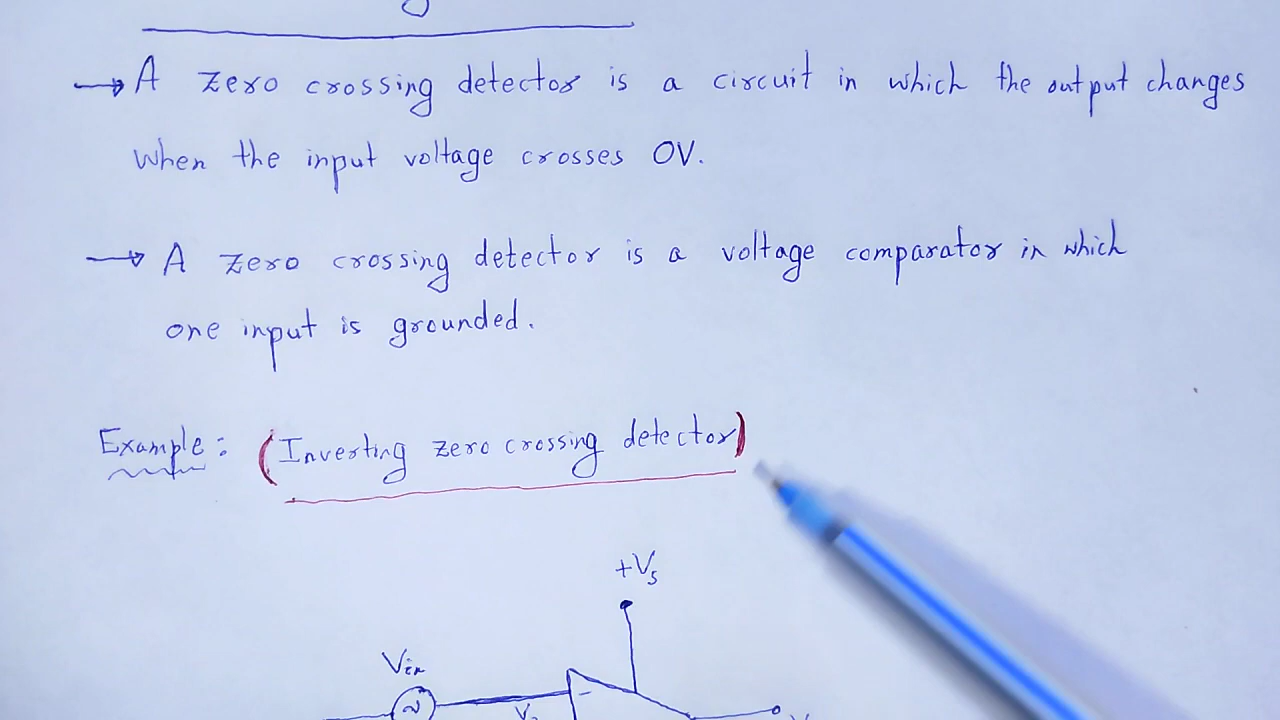 → A zero crossing detector is a circuit in which the output changes
when the input voltage crosses 0V.
→ A zero crossing detector is a voltage comparator in which
one input is grounded.
Example: (Inverting zero crossing detector)
+Vs
Vin
~
-